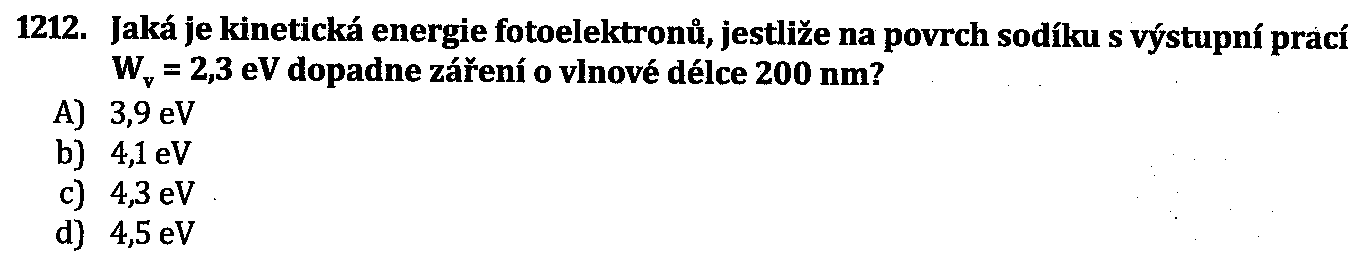 1212. Jaká je kinetická energie fotoelektronů, jestliže na povrch sodíku s výstupní prací
Wᵥ = 2,3 eV dopadne záření o vlnové délce 200 nm?
A) 3,9 eV
b) 4,1 eV
c) 4,3 eV
d) 4,5 eV